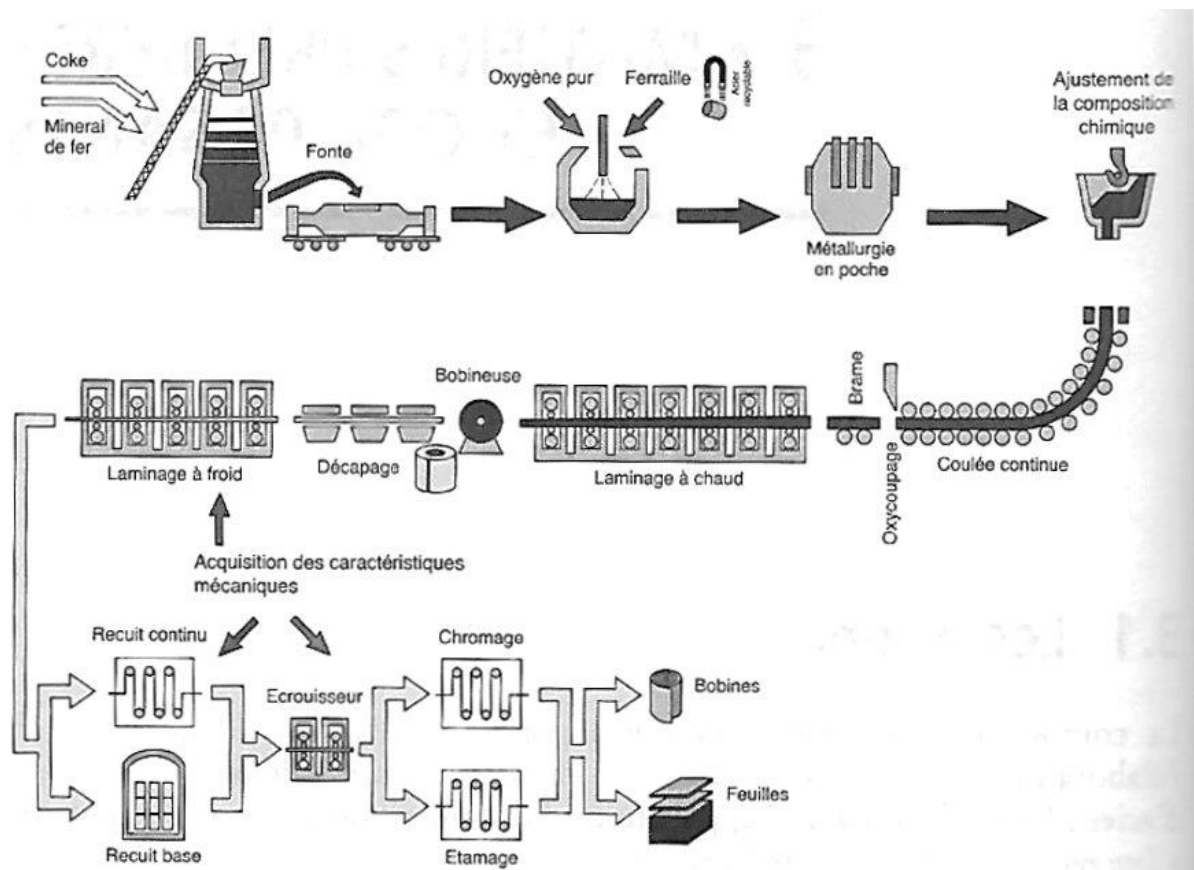 Coke
Minerai
de fer
Fonte
Oxygène pur
Ferraille
Acier
recyclable
Métallurgie
en poche
Ajustement de
la composition
chimique
Laminage à froid
Décapage
Bobineuse
Laminage à chaud
Brame
Oxycoupage
Coulée continue
Acquisition des caractéristiques
mécaniques
Recuit continu
Recuit base
Ecrouisseur
Chromage
Etamage
Bobines
Feuilles